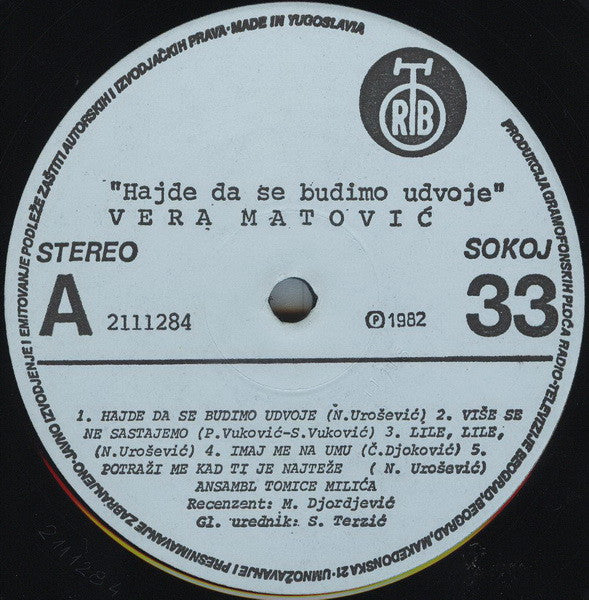 PRODUKCIJA GRAMOFONSKIH PLOČA RADIO-TELEVIZIJE BEOGRAD, BEOGRAD, MAKEDONSKA 21 · UMNOŽAVANJE I PRESNIMAVANJE ZABRANJENO · JAVNO IZVODJENJE I EMITOVANJE PODLEŽE ZAŠTITI AUTORSKIH I IZVODJAČKIH PRAVA · MADE IN YUGOSLAVIA
RTB
"Hajde da se budimo udvoje"
VERA MATOVIĆ
STEREO
SOKOJ
A
2111284
Ⓟ1982
33
1. HAJDE DA SE BUDIMO UDVOJE (N.Urošević) 2. VIŠE SE
NE SASTAJEMO (P.Vuković-S.Vuković) 3. LILE, LILE,
(N.Urošević) 4. IMAJ ME NA UMU (Č.Djoković) 5.
POTRAŽI ME KAD TI JE NAJTEŽE ( N. Urošević)
ANSAMBL TOMICE MILIĆA
Recenzent: M. Djordjević
Gl. urednik: S. Terzić
2111284